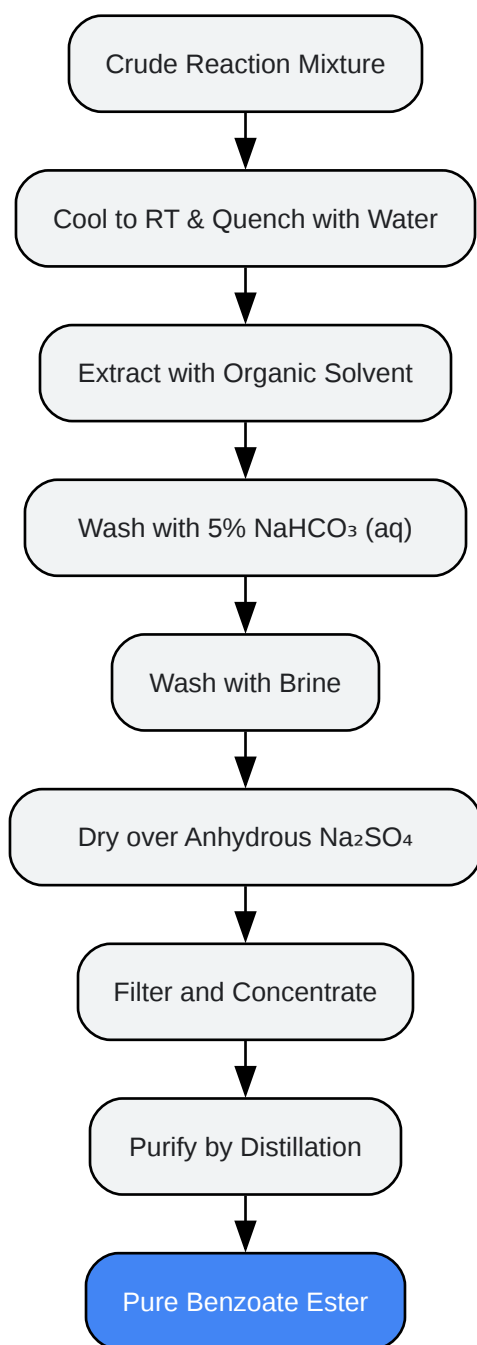 Crude Reaction Mixture
Cool to RT & Quench with Water
Extract with Organic Solvent
Wash with 5% NaHCO₃ (aq)
Wash with Brine
Dry over Anhydrous Na₂SO₄
Filter and Concentrate
Purify by Distillation
Pure Benzoate Ester